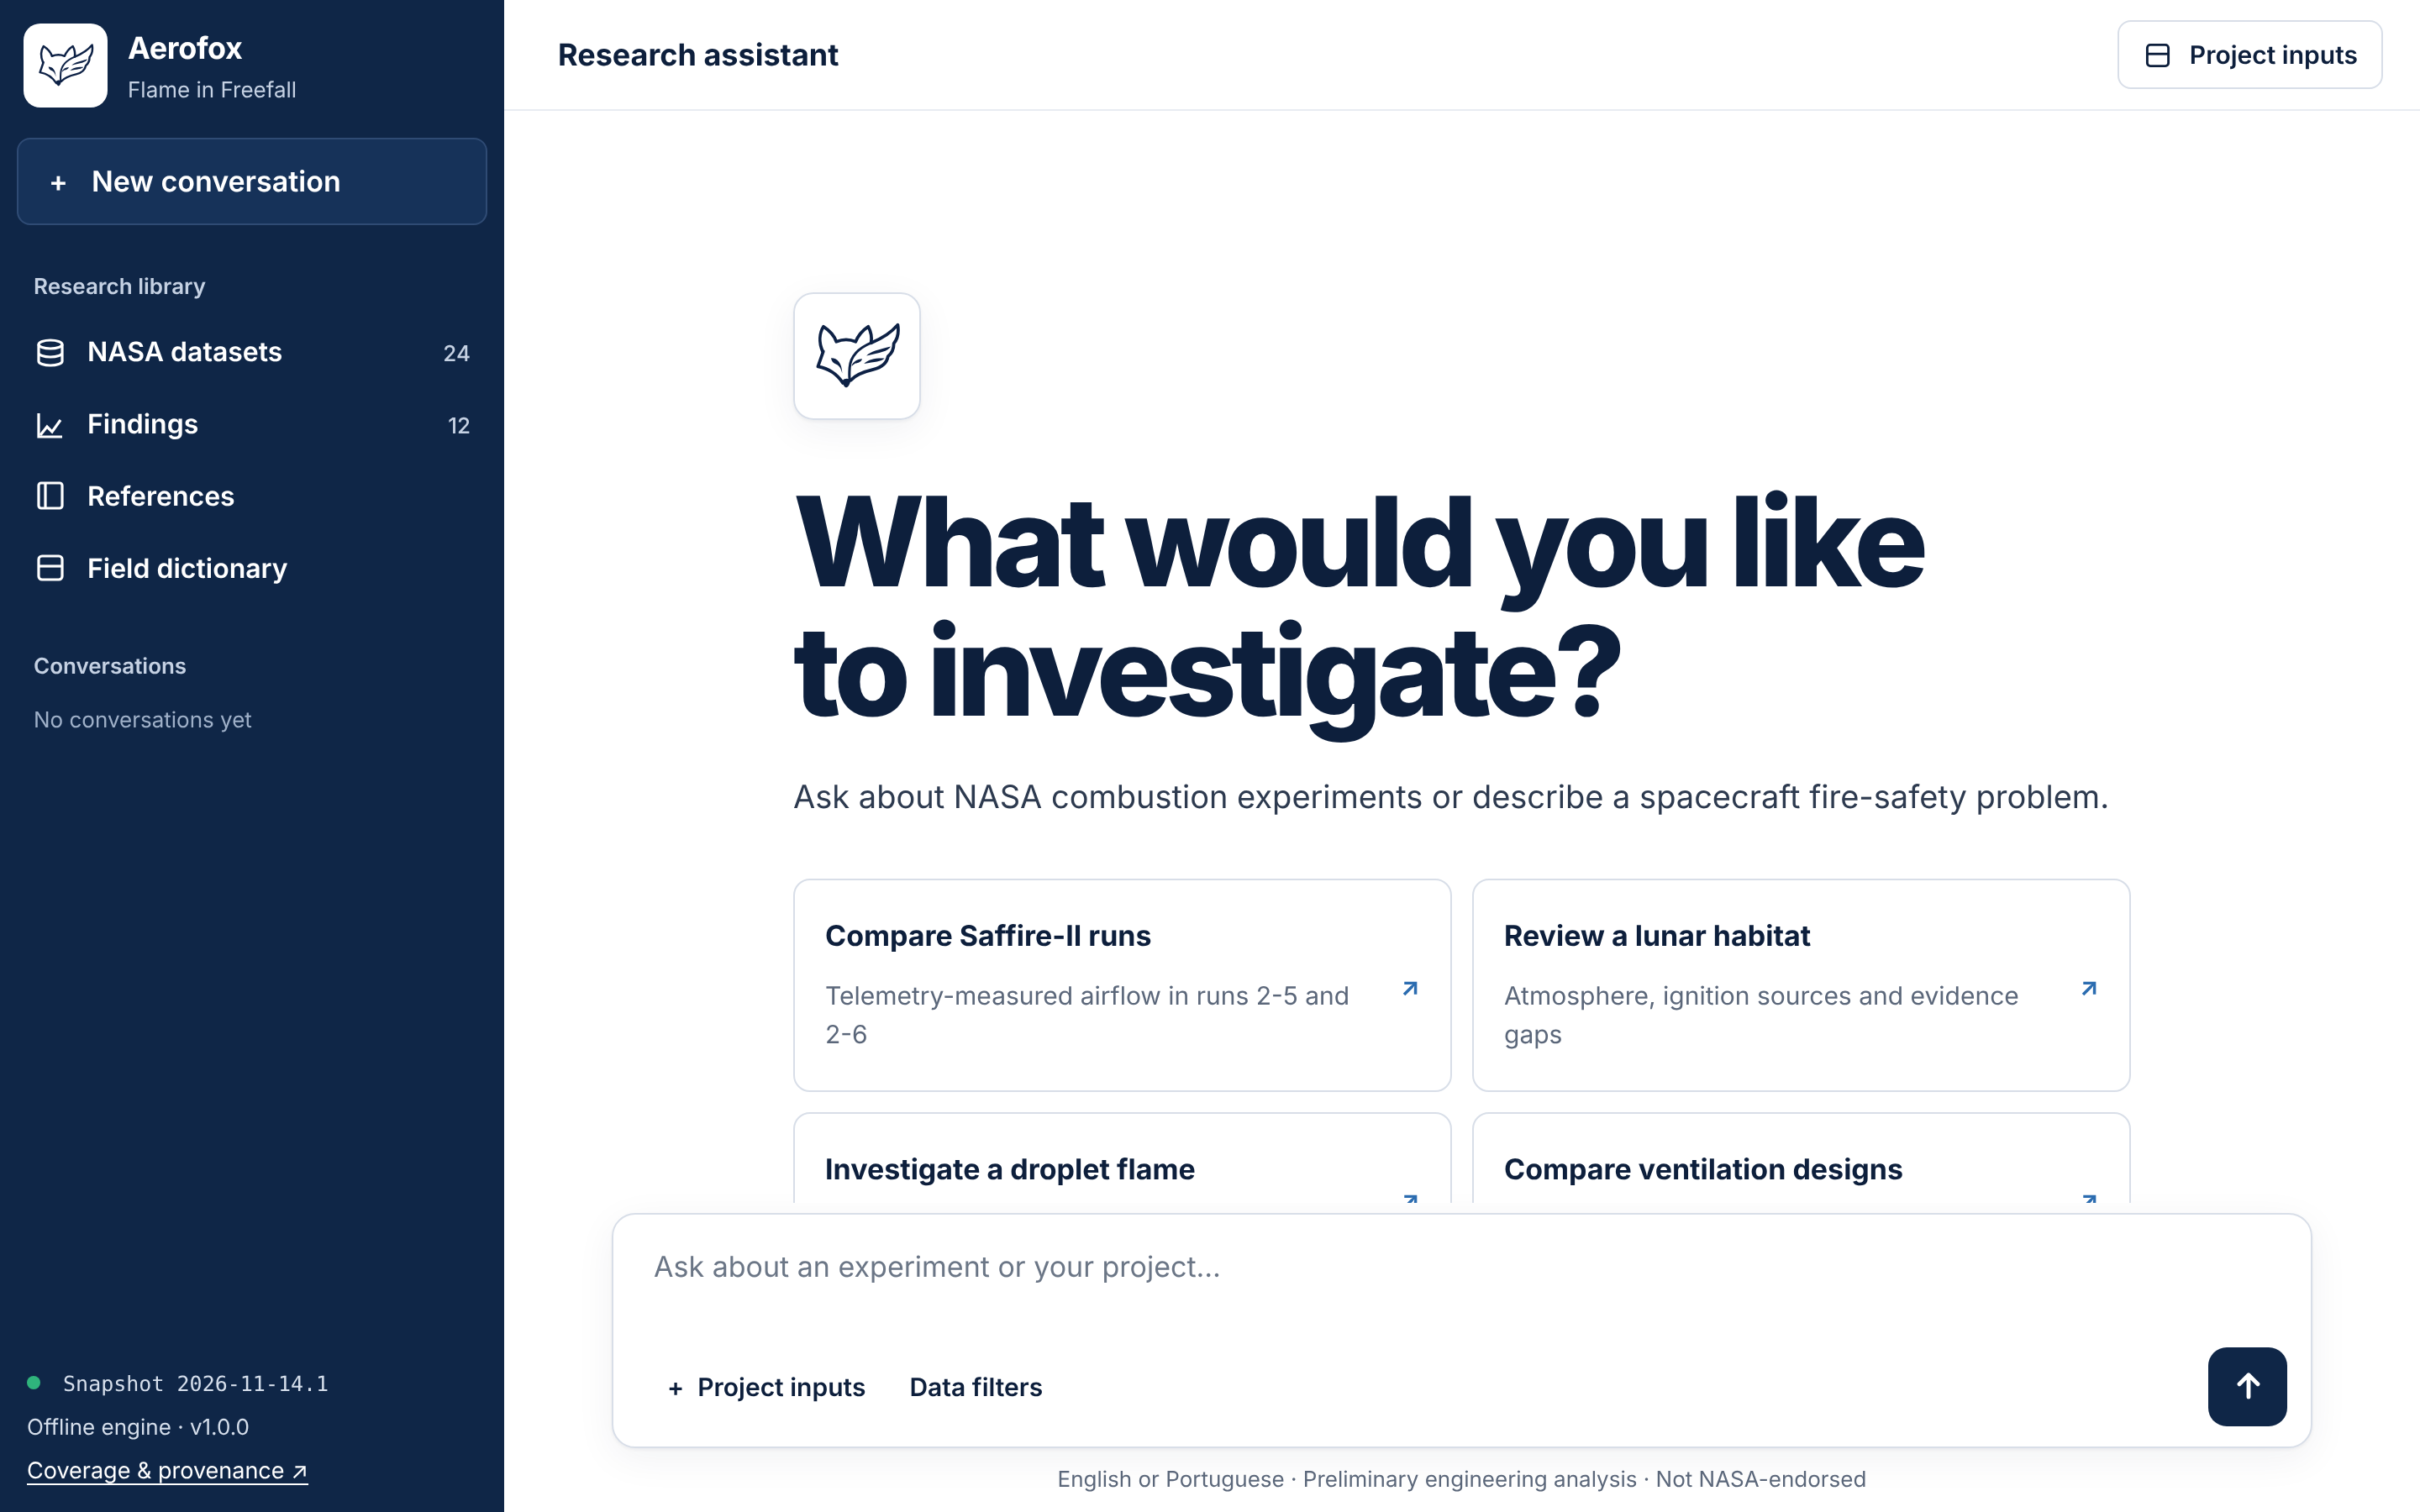 Aerofox
Flame in Freefall
+ New conversation
Research library
NASA datasets 24
Findings 12
References
Field dictionary
Conversations
No conversations yet
Snapshot 2026-11-14.1
Offline engine · v1.0.0
Coverage & provenance ↗
Research assistant
Project inputs
What would you like
to investigate?
Ask about NASA combustion experiments or describe a spacecraft fire-safety problem.
Compare Saffire-II runs
Telemetry-measured airflow in runs 2-5 and
2-6
Review a lunar habitat
Atmosphere, ignition sources and evidence
gaps
Investigate a droplet flame
Compare ventilation designs
Ask about an experiment or your project...
+ Project inputs Data filters
English or Portuguese · Preliminary engineering analysis · Not NASA-endorsed